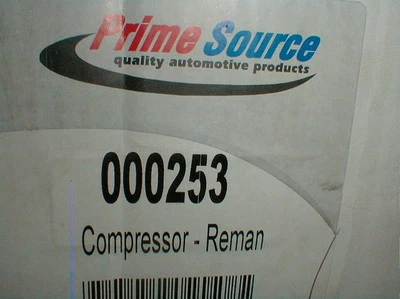 Prime Source
quality automotive products
000253
Compressor - Reman